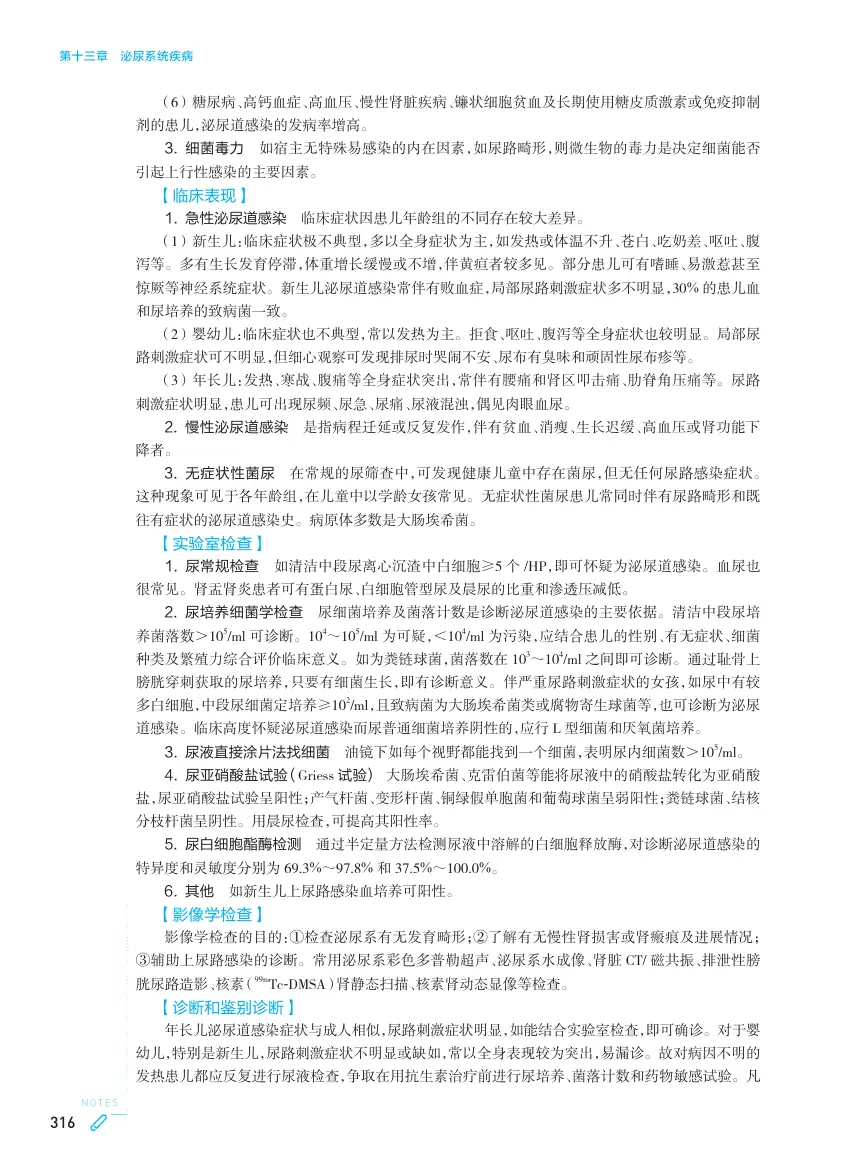 第十三章 泌尿系统疾病
（6）糖尿病、高钙血症、高血压、慢性肾脏疾病、镰状细胞贫血及长期使用糖皮质激素或免疫抑制
剂的患儿，泌尿道感染的发病率增高。
3. 细菌毒力 如宿主无特殊易感染的内在因素，如尿路畸形，则微生物的毒力是决定细菌能否
引起上行性感染的主要因素。
【临床表现】
1. 急性泌尿道感染 临床症状因患儿年龄组的不同存在较大差异。
（1）新生儿：临床症状极不典型，多以全身症状为主，如发热或体温不升、苍白、吃奶差、呕吐、腹
泻等。多有生长发育停滞，体重增长缓慢或不增，伴黄疸者较多见。部分患儿可有嗜睡、易激惹甚至
惊厥等神经系统症状。新生儿泌尿道感染常伴有败血症，局部尿路刺激症状多不明显，30% 的患儿血
和尿培养的致病菌一致。
（2）婴幼儿：临床症状也不典型，常以发热为主。拒食、呕吐、腹泻等全身症状也较明显。局部尿
路刺激症状可不明显，但细心观察可发现排尿时哭闹不安、尿布有臭味和顽固性尿布疹等。
（3）年长儿：发热、寒战、腹痛等全身症状突出，常伴有腰痛和肾区叩击痛、肋脊角压痛等。尿路
刺激症状明显，患儿可出现尿频、尿急、尿痛、尿液混浊，偶见肉眼血尿。
2. 慢性泌尿道感染 是指病程迁延或反复发作，伴有贫血、消瘦、生长迟缓、高血压或肾功能下
降者。
3. 无症状性菌尿 在常规的尿筛查中，可发现健康儿童中存在菌尿，但无任何尿路感染症状。
这种现象可见于各年龄组，在儿童中以学龄女孩常见。无症状性菌尿患儿常同时伴有尿路畸形和既
往有症状的泌尿道感染史。病原体多数是大肠埃希菌。
【实验室检查】
1. 尿常规检查 如清洁中段尿离心沉渣中白细胞≥5 个 /HP，即可怀疑为泌尿道感染。血尿也
很常见。肾盂肾炎患者可有蛋白尿、白细胞管型尿及晨尿的比重和渗透压减低。
2. 尿培养细菌学检查 尿细菌培养及菌落计数是诊断泌尿道感染的主要依据。清洁中段尿培
养菌落数＞10⁵/ml 可诊断。10⁴～10⁵/ml 为可疑，＜10⁴/ml 为污染，应结合患儿的性别、有无症状、细菌
种类及繁殖力综合评价临床意义。如为粪链球菌，菌落数在 10³～10⁴/ml 之间即可诊断。通过耻骨上
膀胱穿刺获取的尿培养，只要有细菌生长，即有诊断意义。伴严重尿路刺激症状的女孩，如尿中有较
多白细胞，中段尿细菌定培养≥10²/ml，且致病菌为大肠埃希菌类或腐物寄生球菌等，也可诊断为泌尿
道感染。临床高度怀疑泌尿道感染而尿普通细菌培养阴性的，应行 L 型细菌和厌氧菌培养。
3. 尿液直接涂片法找细菌 油镜下如每个视野都能找到一个细菌，表明尿内细菌数＞10⁵/ml。
4. 尿亚硝酸盐试验（Griess 试验） 大肠埃希菌、克雷伯菌等能将尿液中的硝酸盐转化为亚硝酸
盐，尿亚硝酸盐试验呈阳性；产气杆菌、变形杆菌、铜绿假单胞菌和葡萄球菌呈弱阳性；粪链球菌、结核
分枝杆菌呈阴性。用晨尿检查，可提高其阳性率。
5. 尿白细胞酯酶检测 通过半定量方法检测尿液中溶解的白细胞释放酶，对诊断泌尿道感染的
特异度和灵敏度分别为 69.3%～97.8% 和 37.5%～100.0%。
6. 其他 如新生儿上尿路感染血培养可阳性。
【影像学检查】
影像学检查的目的：①检查泌尿系有无发育畸形；②了解有无慢性肾损害或肾瘢痕及进展情况；
③辅助上尿路感染的诊断。常用泌尿系彩色多普勒超声、泌尿系水成像、肾脏 CT/ 磁共振、排泄性膀
胱尿路造影、核素（⁹⁹ᵐTc-DMSA）肾静态扫描、核素肾动态显像等检查。
【诊断和鉴别诊断】
年长儿泌尿道感染症状与成人相似，尿路刺激症状明显，如能结合实验室检查，即可确诊。对于婴
幼儿，特别是新生儿，尿路刺激症状不明显或缺如，常以全身表现较为突出，易漏诊。故对病因不明的
发热患儿都应反复进行尿液检查，争取在用抗生素治疗前进行尿培养、菌落计数和药物敏感试验。凡
NOTES
316